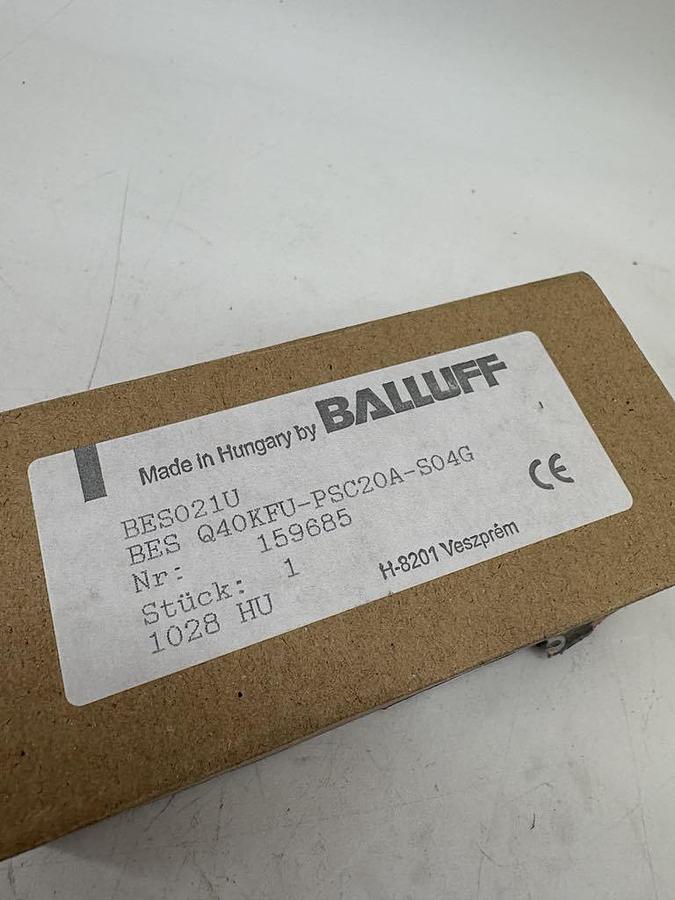 Made in Hungary by BALLUFF
BES021U
BES Q40KFU-PSC20A-S04G
Nr: 159685
Stück: 1
1028 HU
H-8201 Veszprém
CE